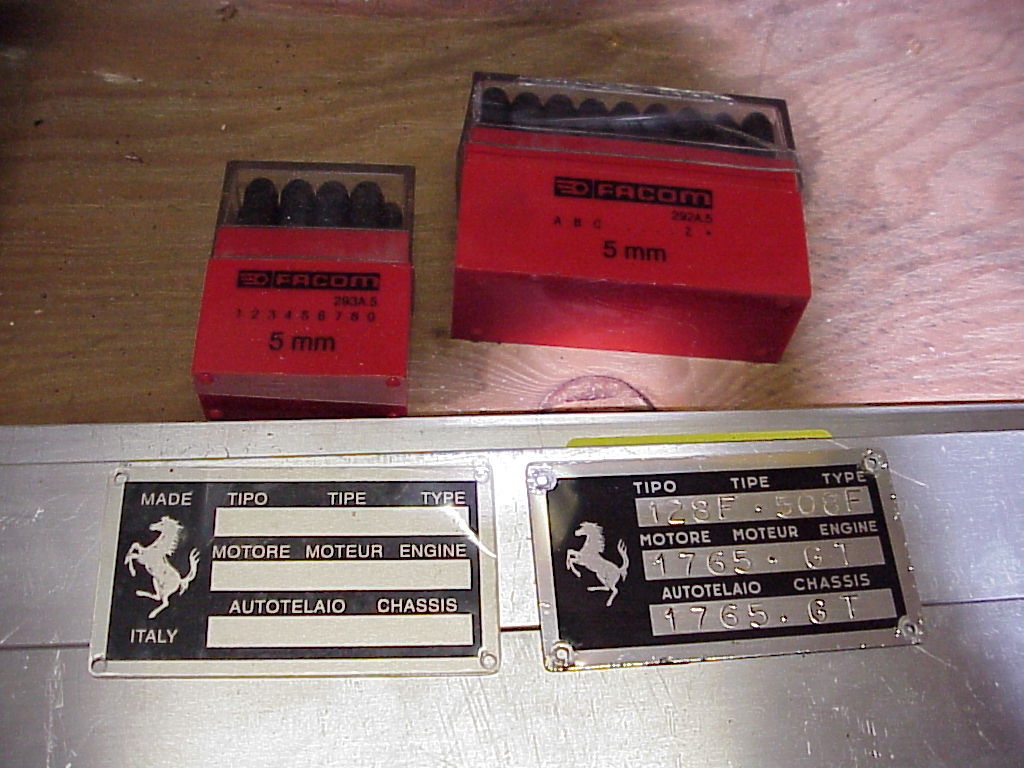 FACOM
293A.5
1 2 3 4 5 6 7 8 0
5 mm
FACOM
292A.5
A B C Z
5 mm
MADE
ITALY
TIPO TIPE TYPE
MOTORE MOTEUR ENGINE
AUTOTELAIO CHASSIS
TIPO TIPE TYPE
128F . 508F
MOTORE MOTEUR ENGINE
1765 . GT
AUTOTELAIO CHASSIS
1765 . GT